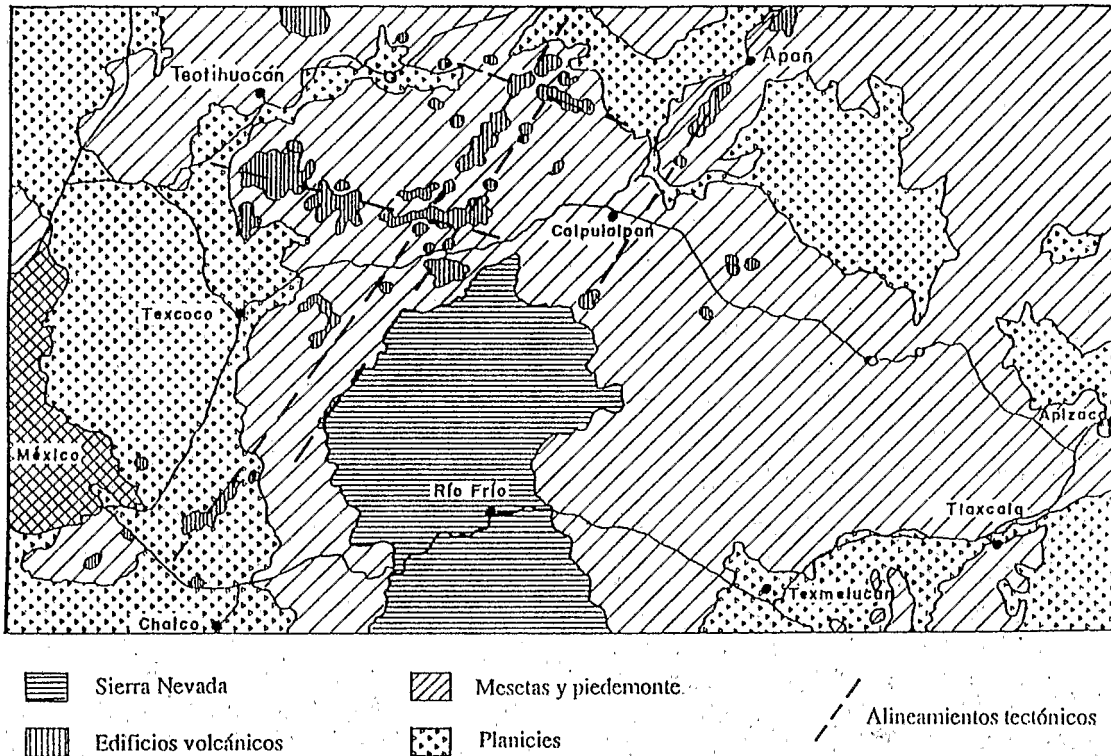 Teotihuacán
Apan
Calpulalpan
Texcoco
México
Apizaco
Río Frío
Tlaxcala
Texmelucan
Chalco
Sierra Nevada
Mesetas y piedemonte.
Alineamientos tectónicos
Edificios volcánicos
Planicies